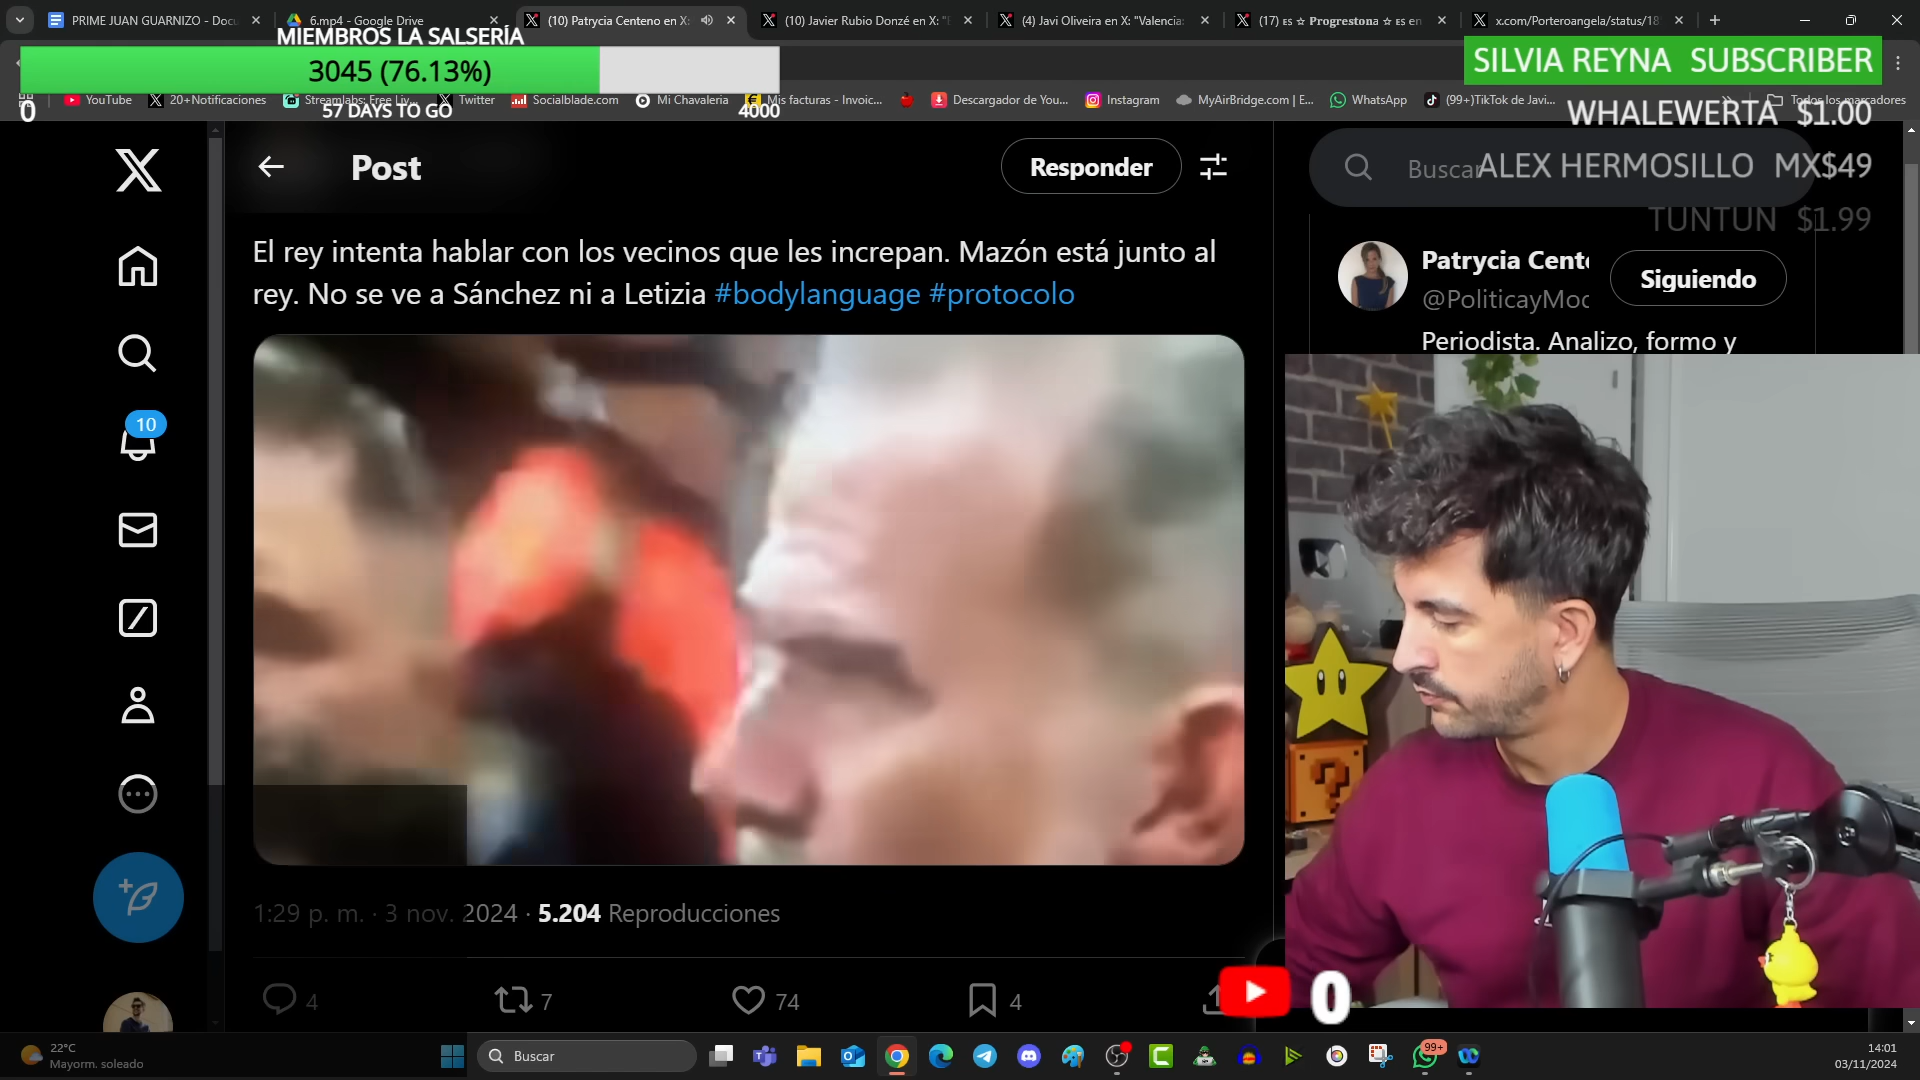 PRIME JUAN GUARNIZO - Docu
6.mp4 - Google Drive
(10) Patrycia Centeno en X:
(10) Javier Rubio Donzé en X: "
(4) Javi Oliveira en X: "Valencia:
(17) ᴇs ☆ Progrestona ☆ ᴇs en
x.com/Porteroangela/status/18
MIEMBROS LA SALSERÍA
3045 (76.13%)
0
57 DAYS TO GO
4000
SILVIA REYNA SUBSCRIBER
WHALEWERTA $1.00
ALEX HERMOSILLO MX$49
TUNTUN $1.99
YouTube
20+Notificaciones
Streamlabs: Free Liv...
Twitter
Socialblade.com
Mi Chavaleria
Mis facturas - Invoic...
Descargador de You...
Instagram
MyAirBridge.com | E...
WhatsApp
(99+)TikTok de Javi...
Todos los marcadores
Post
Responder
Buscar
El rey intenta hablar con los vecinos que les increpan. Mazón está junto al
rey. No se ve a Sánchez ni a Letizia #bodylanguage #protocolo
Patrycia Cente
@PoliticayMoc
Siguiendo
Periodista. Analizo, formo y
10
1:29 p. m. · 3 nov. 2024 · 5.204 Reproducciones
4
7
74
4
0
22°C
Mayorm. soleado
Buscar
99+
14:01
03/11/2024